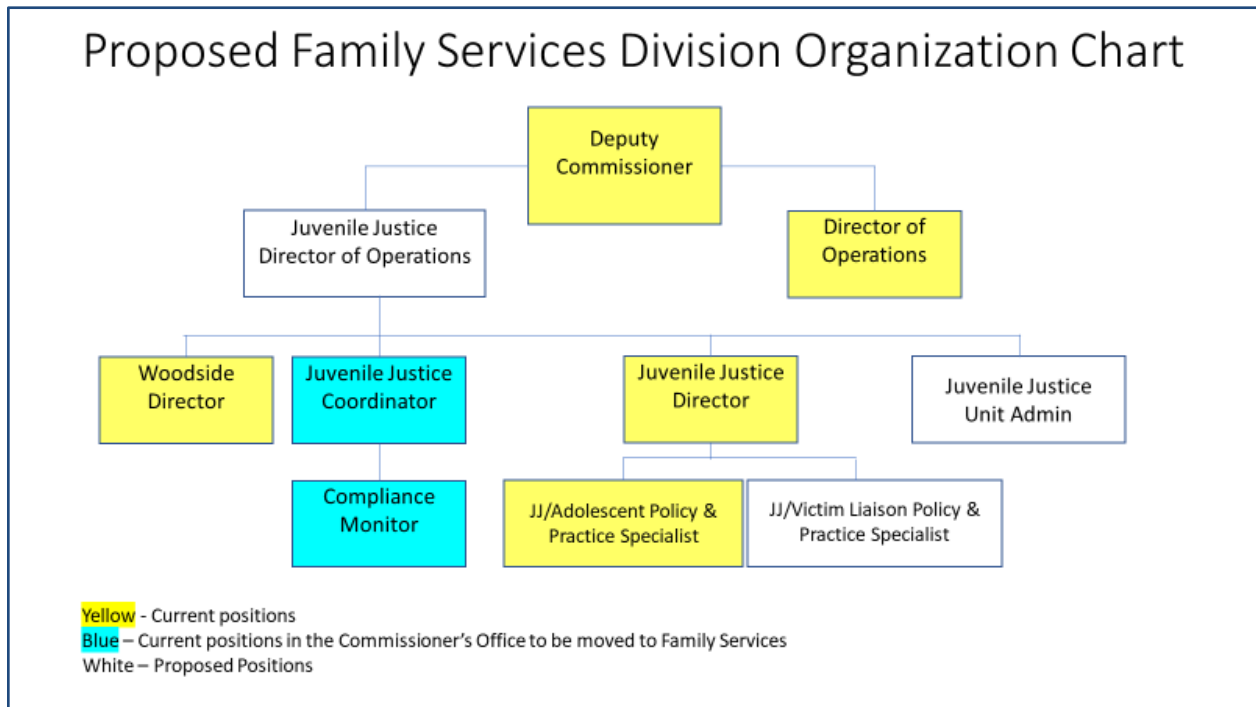 Proposed Family Services Division Organization Chart
Deputy
Commissioner
Juvenile Justice
Director of Operations
Director of
Operations
Woodside
Director
Juvenile Justice
Coordinator
Juvenile Justice
Director
Juvenile Justice
Unit Admin
Compliance
Monitor
JJ/Adolescent Policy &
Practice Specialist
JJ/Victim Liaison Policy &
Practice Specialist
Yellow - Current positions
Blue – Current positions in the Commissioner's Office to be moved to Family Services
White – Proposed Positions